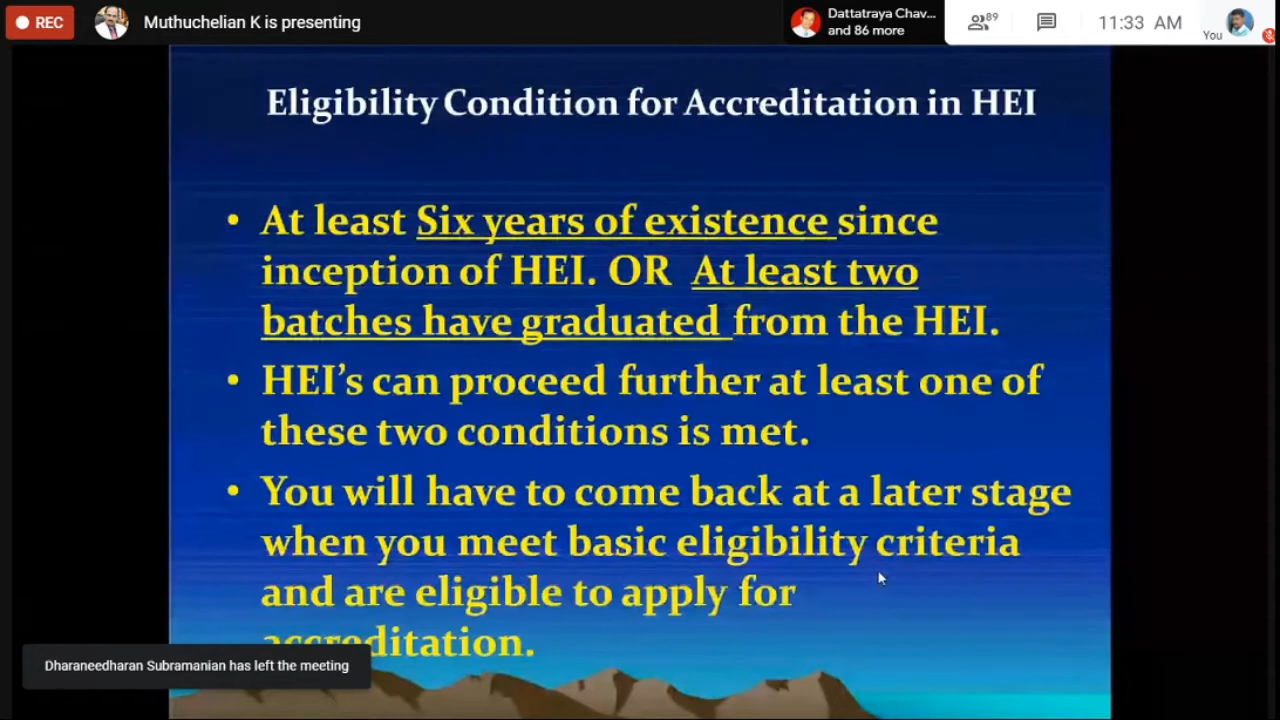 REC
Muthuchelian K is presenting
Dattatraya Chav...
and 86 more
89
11:33 AM
You
Eligibility Condition for Accreditation in HEI
• At least Six years of existence since
inception of HEI. OR At least two
batches have graduated from the HEI.
• HEI's can proceed further at least one of
these two conditions is met.
• You will have to come back at a later stage
when you meet basic eligibility criteria
and are eligible to apply for
accreditation.
Dharaneedharan Subramanian has left the meeting